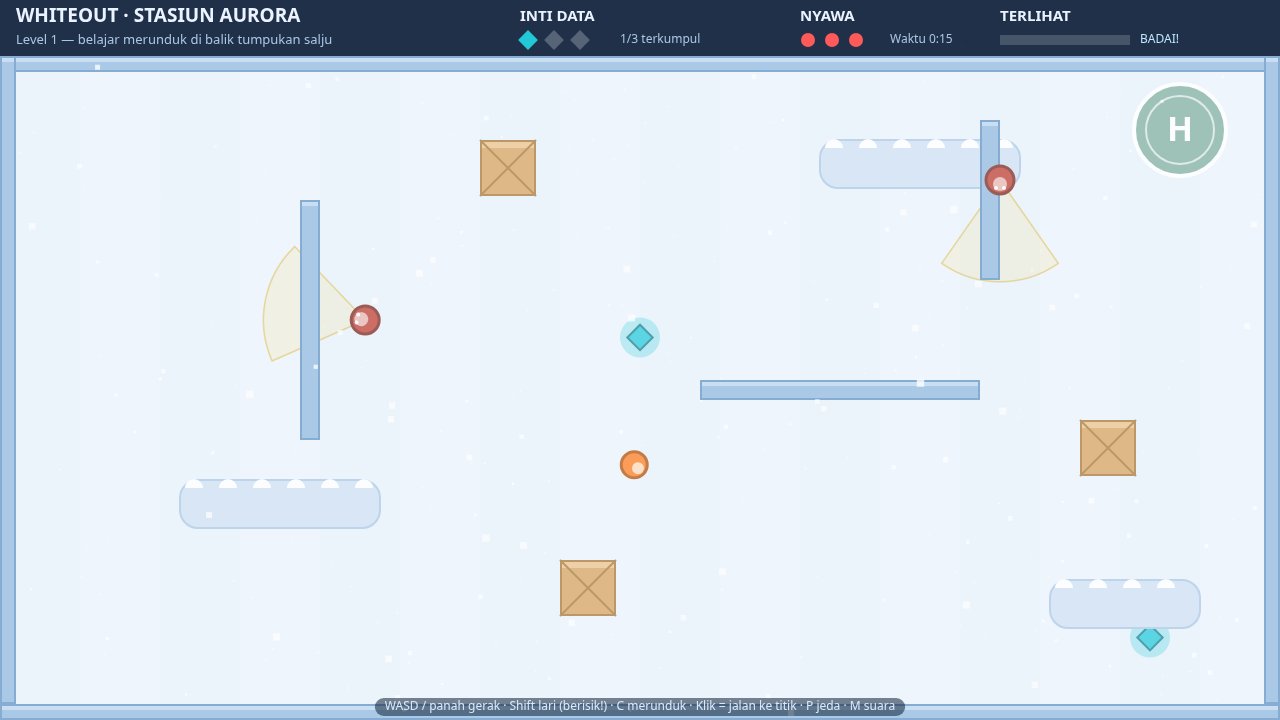 WHITEOUT · STASIUN AURORA
Level 1 — belajar merunduk di balik tumpukan salju
INTI DATA
1/3 terkumpul
NYAWA
Waktu 0:15
TERLIHAT
BADAI!
H
WASD / panah gerak · Shift lari (berisik!) · C merunduk · Klik = jalan ke titik · P jeda · M suara